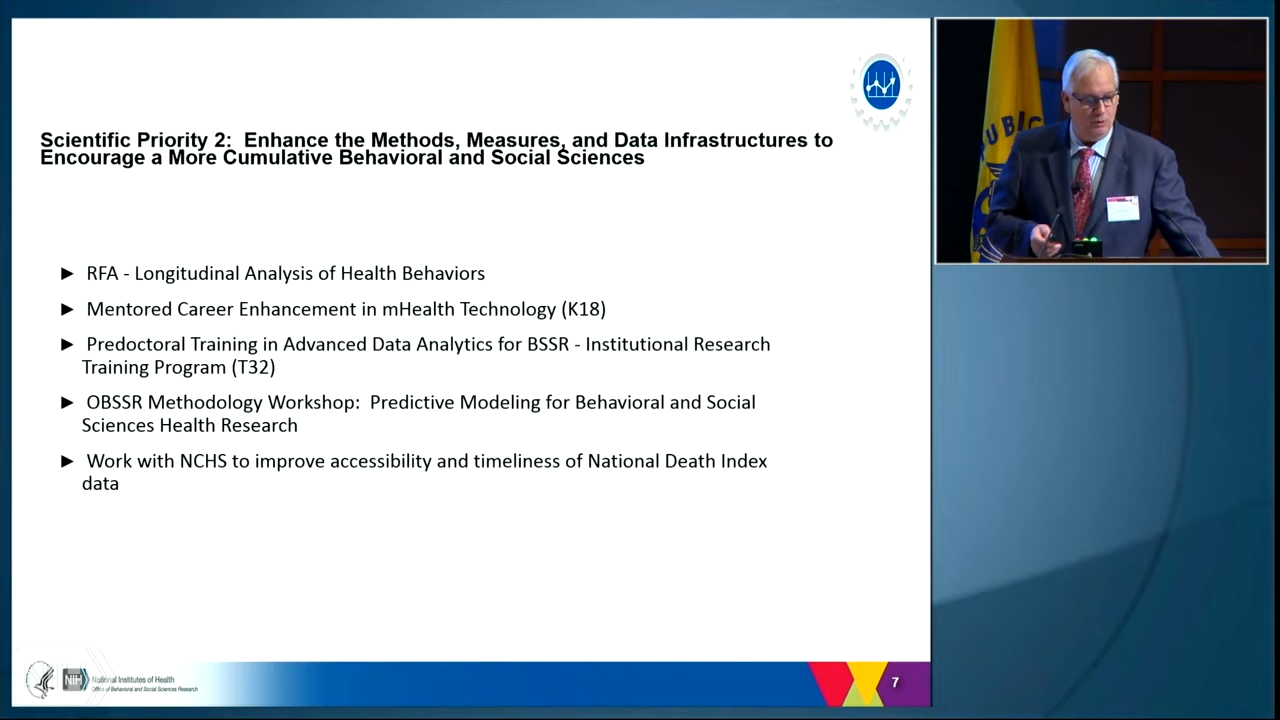 Scientific Priority 2:  Enhance the Methods, Measures, and Data Infrastructures to
Encourage a More Cumulative Behavioral and Social Sciences
► RFA - Longitudinal Analysis of Health Behaviors
► Mentored Career Enhancement in mHealth Technology (K18)
► Predoctoral Training in Advanced Data Analytics for BSSR - Institutional Research
Training Program (T32)
► OBSSR Methodology Workshop:  Predictive Modeling for Behavioral and Social
Sciences Health Research
► Work with NCHS to improve accessibility and timeliness of National Death Index
data
NIH
National Institutes of Health
Office of Behavioral and Social Sciences Research
7
UBLIC